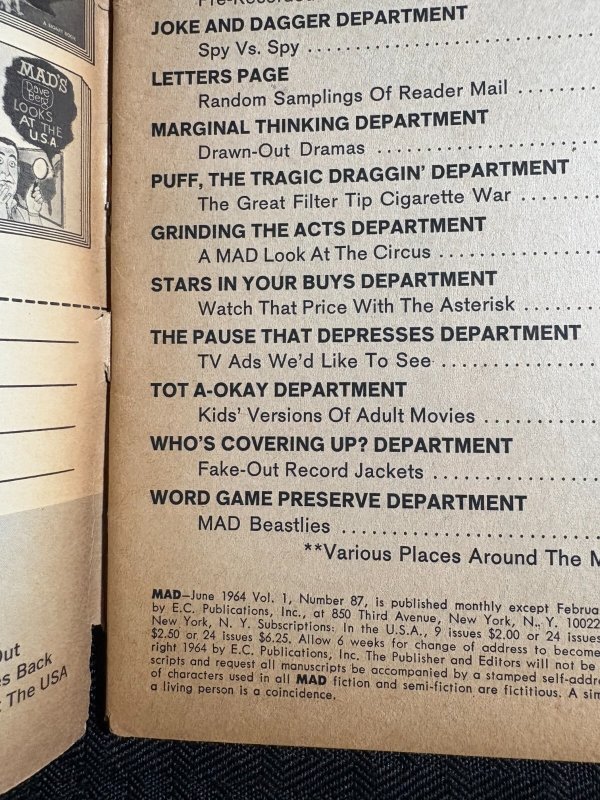 A MONEY BOOK
MAD'S
Dave
Berg
LOOKS
AT THE
U.S.A.
Out
s Back
The USA
JOKE AND DAGGER DEPARTMENT
Spy Vs. Spy
LETTERS PAGE
Random Samplings Of Reader Mail
MARGINAL THINKING DEPARTMENT
Drawn-Out Dramas
PUFF, THE TRAGIC DRAGGIN' DEPARTMENT
The Great Filter Tip Cigarette War
GRINDING THE ACTS DEPARTMENT
A MAD Look At The Circus
STARS IN YOUR BUYS DEPARTMENT
Watch That Price With The Asterisk
THE PAUSE THAT DEPRESSES DEPARTMENT
TV Ads We'd Like To See
TOT A-OKAY DEPARTMENT
Kids' Versions Of Adult Movies
WHO'S COVERING UP? DEPARTMENT
Fake-Out Record Jackets
WORD GAME PRESERVE DEPARTMENT
MAD Beastlies
**Various Places Around The M
MAD—June 1964 Vol. 1, Number 87, is published monthly except Februa
by E.C. Publications, Inc., at 850 Third Avenue, New York, N. Y. 10022
New York, N. Y. Subscriptions: In the U.S.A., 9 issues $2.00 or 24 issues
$2.50 or 24 issues $6.25. Allow 6 weeks for change of address to become
right 1964 by E.C. Publications, Inc. The Publisher and Editors will not be
scripts and request all manuscripts be accompanied by a stamped self-addre
of characters used in all MAD fiction and semi-fiction are fictitious. A sim
a living person is a coincidence.